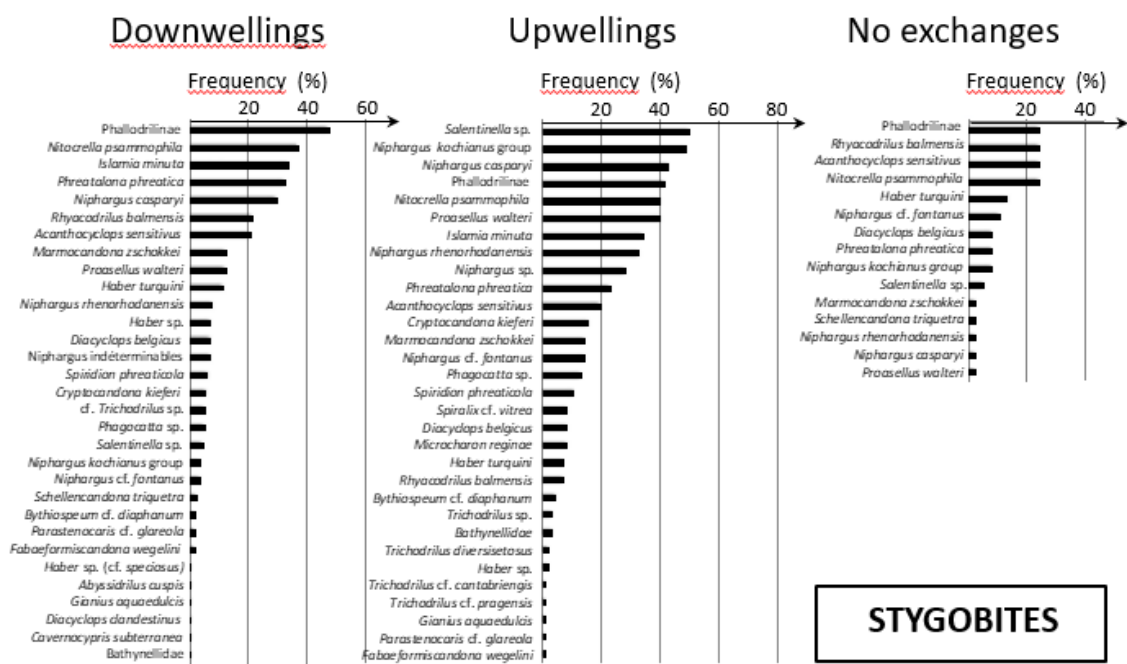 Downwellings
Frequency (%)
20 40 60
Phallodrilinae
Nitocrella psammophila
Islamia minuta
Phreatalona phreatica
Niphargus casparyi
Rhyacodrilus balmensis
Acanthocyclops sensitivus
Marmocandona zschokkei
Proasellus walteri
Haber turquini
Niphargus rhenorhodanensis
Haber sp.
Diacyclops belgicus
Niphargus indéterminables
Spiridion phreaticola
Cryptocandona kieferi
cf. Trichodrilus sp.
Phagocatta sp.
Salentinella sp.
Niphargus kochianus group
Niphargus cf. fontanus
Schellencandona triquetra
Bythiospeum cf. diaphanum
Parastenocaris cf. glareola
Fabaeformiscandona wegelini
Haber sp. (cf. speciosus)
Abyssidrilus cuspis
Gianius aquaedulcis
Diacyclops clandestinus
Cavernocypris subterranea
Bathynellidae
Upwellings
Frequency (%)
20 40 60 80
Salentinella sp.
Niphargus kochianus group
Niphargus casparyi
Phallodrilinae
Nitocrella psammophila
Proasellus walteri
Islamia minuta
Niphargus rhenorhodanensis
Niphargus sp.
Phreatalona phreatica
Acanthocyclops sensitivus
Cryptocandona kieferi
Marmocandona zschokkei
Niphargus cf. fontanus
Phagocatta sp.
Spiridion phreaticola
Spiralix cf. vitrea
Diacyclops belgicus
Microcharon reginae
Haber turquini
Rhyacodrilus balmensis
Bythiospeum cf. diaphanum
Trichodrilus sp.
Bathynellidae
Trichodrilus diversisetosus
Haber sp.
Trichodrilus cf. cantabriengis
Trichodrilus cf. pragensis
Gianius aquaedulcis
Parastenocaris cf. glareola
Fabaeformiscandona wegelini
No exchanges
Frequency (%)
20 40
Phallodrilinae
Rhyacodrilus balmensis
Acanthocyclops sensitivus
Nitocrella psammophila
Haber turquini
Niphargus cf. fontanus
Diacyclops belgicus
Phreatalona phreatica
Niphargus kochianus group
Salentinella sp.
Marmocandona zschokkei
Schellencandona triquetra
Niphargus rhenorhodanensis
Niphargus casparyi
Proasellus walteri
STYGOBITES